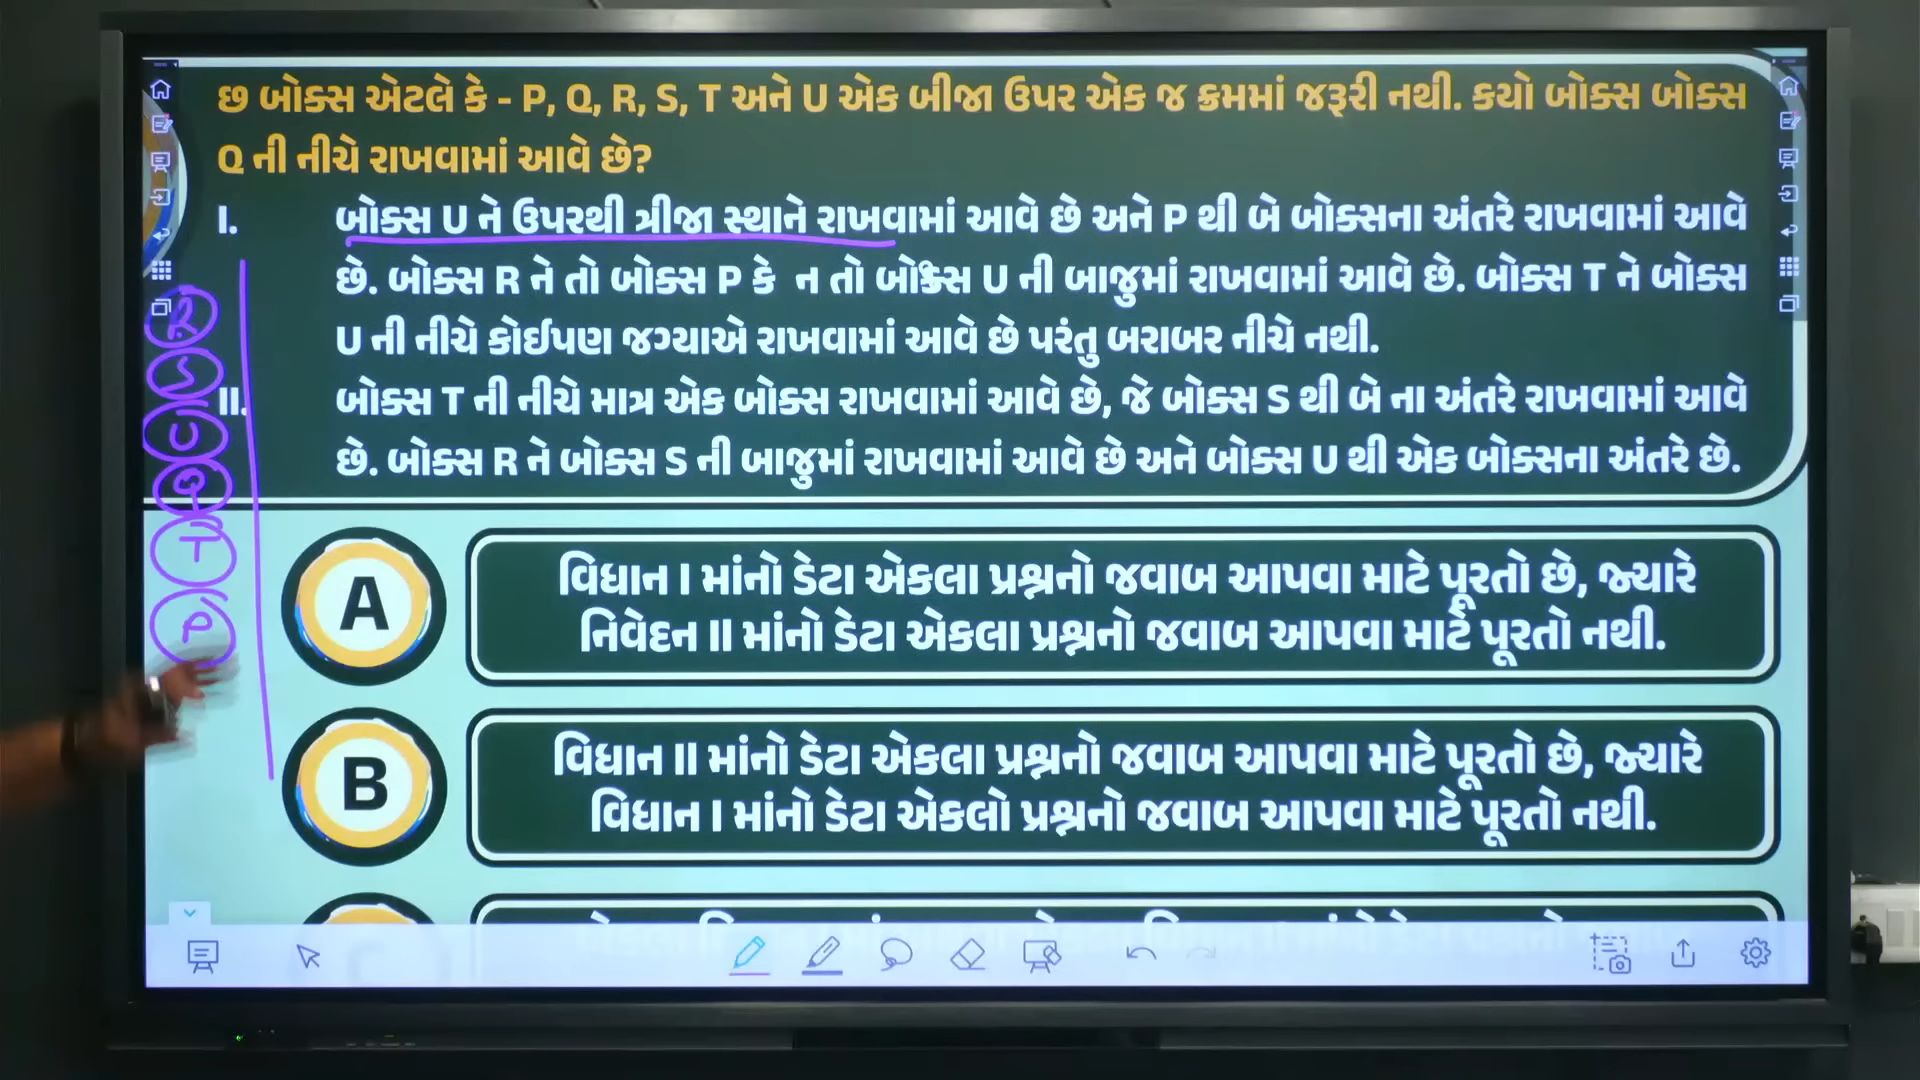 છ બોક્સ એટલે કે - P, Q, R, S, T અને U એક બીજા ઉપર એક જ ક્રમમાં જરૂરી નથી. કયો બોક્સ બોક્સ
Q ની નીચે રાખવામાં આવે છે?
I. બોક્સ U ને ઉપરથી ત્રીજા સ્થાને રાખવામાં આવે છે અને P થી બે બોક્સના અંતરે રાખવામાં આવે
છે. બોક્સ R ને તો બોક્સ P કે ન તો બોક્સ U ની બાજુમાં રાખવામાં આવે છે. બોક્સ T ને બોક્સ
U ની નીચે કોઈપણ જગ્યાએ રાખવામાં આવે છે પરંતુ બરાબર નીચે નથી.
II. બોક્સ T ની નીચે માત્ર એક બોક્સ રાખવામાં આવે છે, જે બોક્સ S થી બે ના અંતરે રાખવામાં આવે
છે. બોક્સ R ને બોક્સ S ની બાજુમાં રાખવામાં આવે છે અને બોક્સ U થી એક બોક્સના અંતરે છે.
R
S
U
Q
T
P
A
વિધાન I માંનો ડેટા એકલા પ્રશ્નનો જવાબ આપવા માટે પૂરતો છે, જ્યારે
નિવેદન II માંનો ડેટા એકલા પ્રશ્નનો જવાબ આપવા માટે પૂરતો નથી.
B
વિધાન II માંનો ડેટા એકલા પ્રશ્નનો જવાબ આપવા માટે પૂરતો છે, જ્યારે
વિધાન I માંનો ડેટા એકલો પ્રશ્નનો જવાબ આપવા માટે પૂરતો નથી.